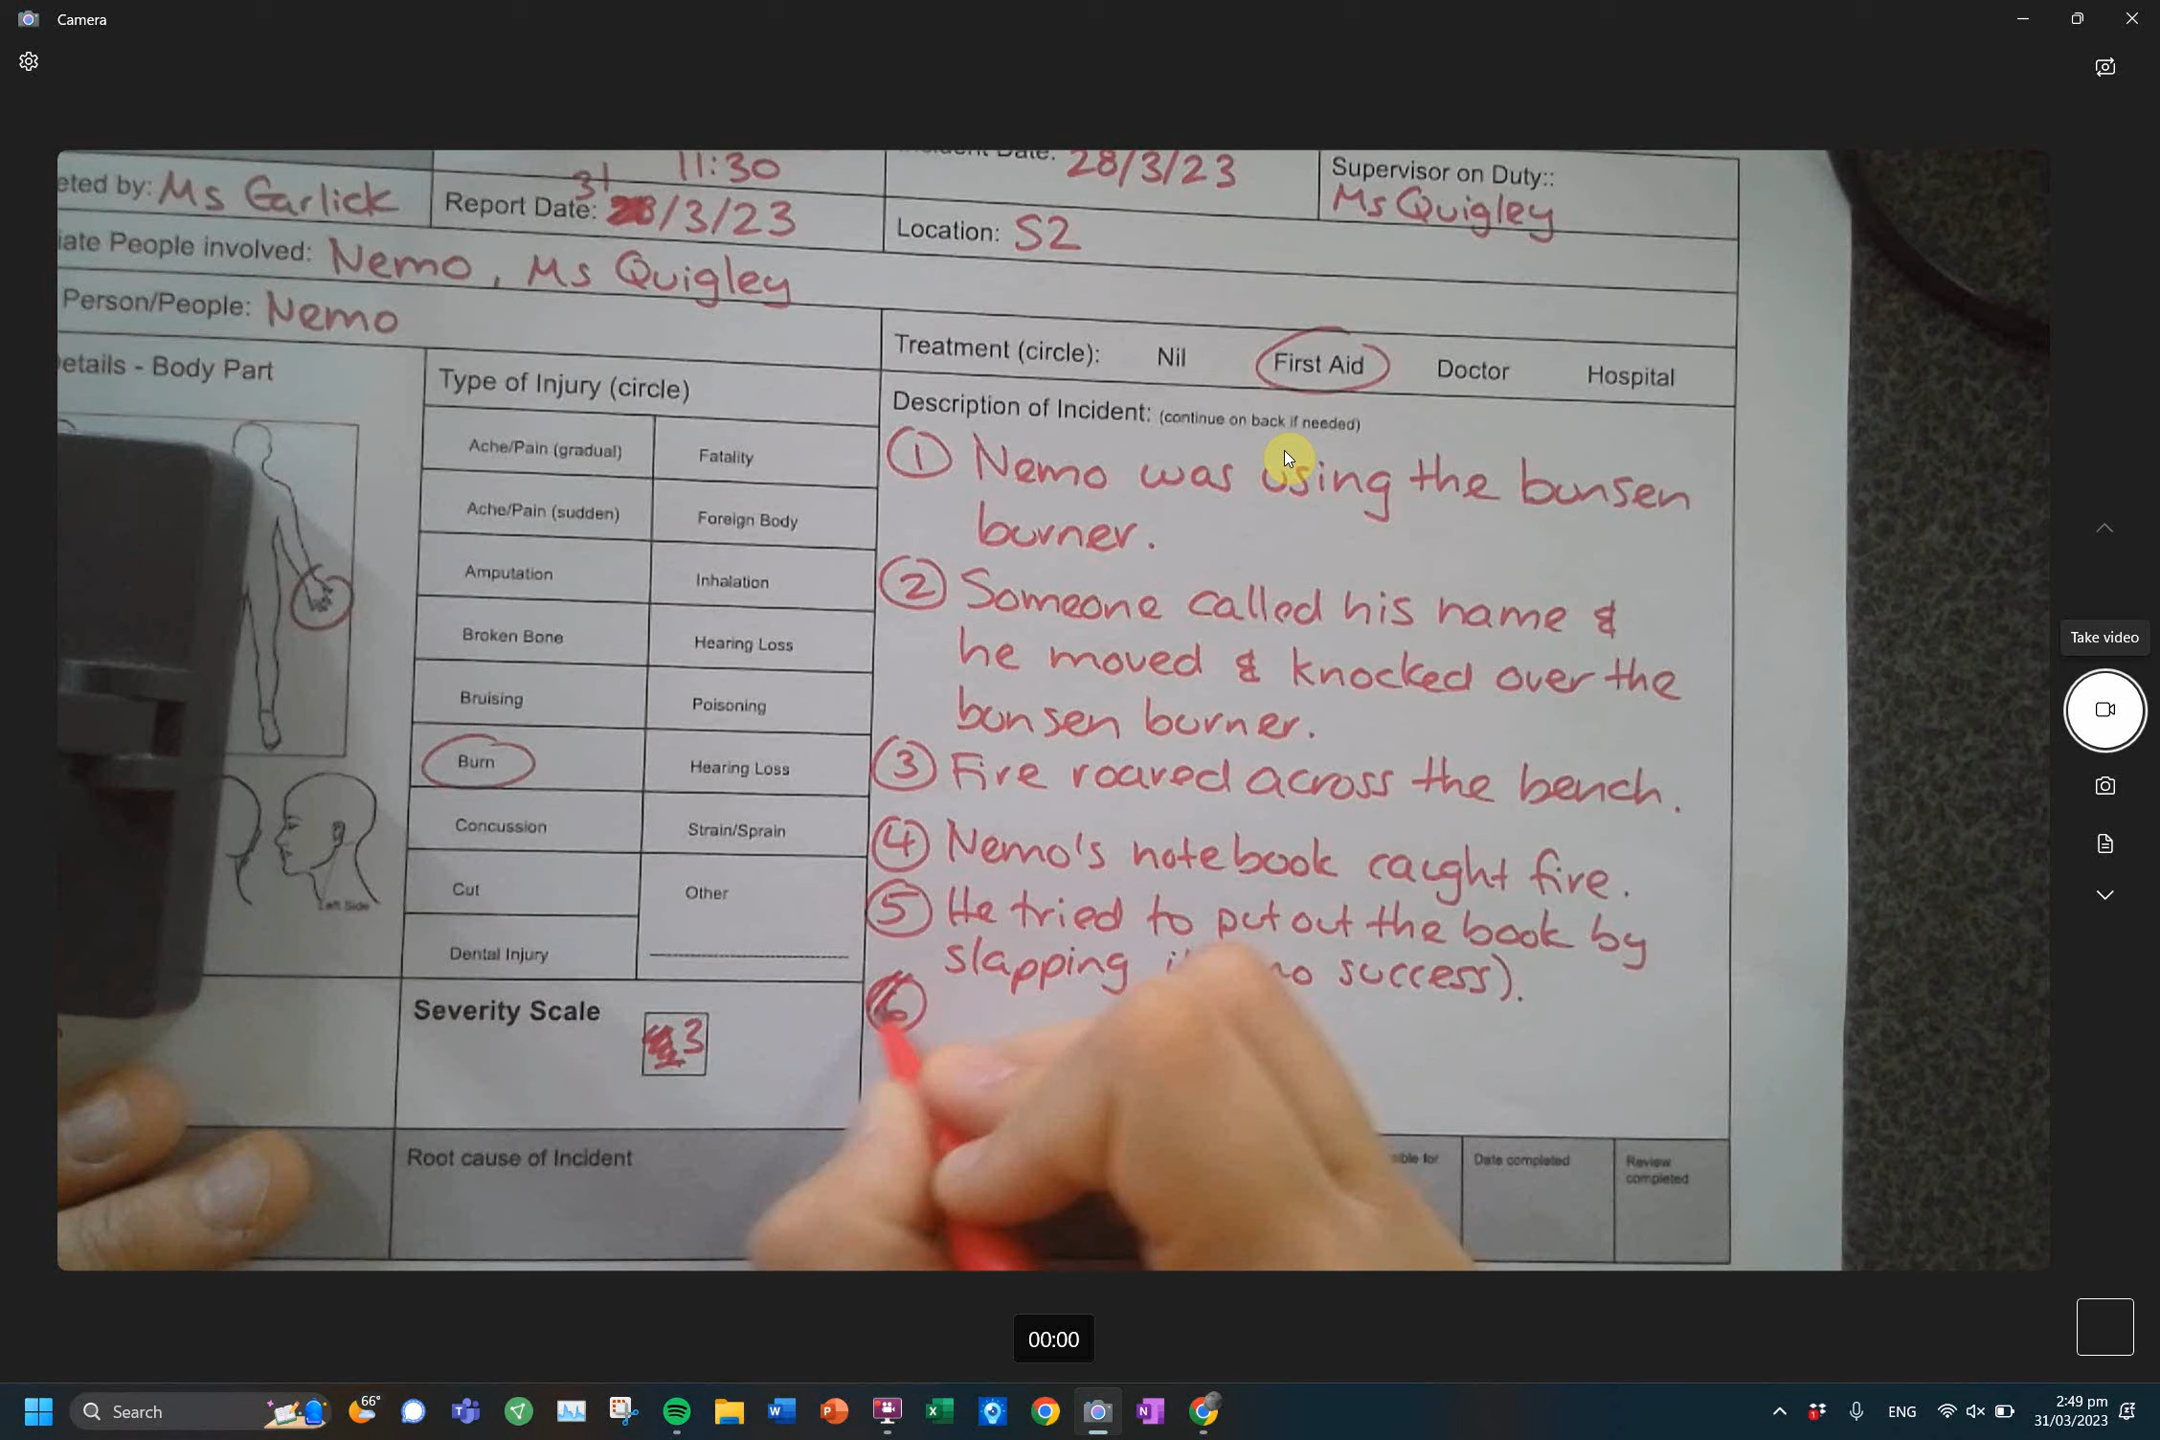 Camera
11:30
Incident Date: 28/3/23
Supervisor on Duty::
Ms Quigley
eted by: Ms Garlick
Report Date: 31/3/23
Location: S2
iate People involved: Nemo, Ms Quigley
Person/People: Nemo
etails - Body Part
Type of Injury (circle)
Treatment (circle): Nil First Aid Doctor Hospital
Description of Incident: (continue on back if needed)
Ache/Pain (gradual) Fatality
Ache/Pain (sudden) Foreign Body
Amputation Inhalation
Broken Bone Hearing Loss
Bruising Poisoning
Burn Hearing Loss
Concussion Strain/Sprain
Cut Other
Dental Injury
Left Side
Severity Scale 3
Root cause of Incident
① Nemo was using the bunsen
burner.
② Someone called his name &
he moved & knocked over the
bunsen burner.
③ Fire roared across the bench.
④ Nemo's notebook caught fire.
⑤ He tried to put out the book by
slapping no success).
⑥
ible for
Date completed
Review
completed
Take video
00:00
66°
Search
ENG
2:49 pm
31/03/2023